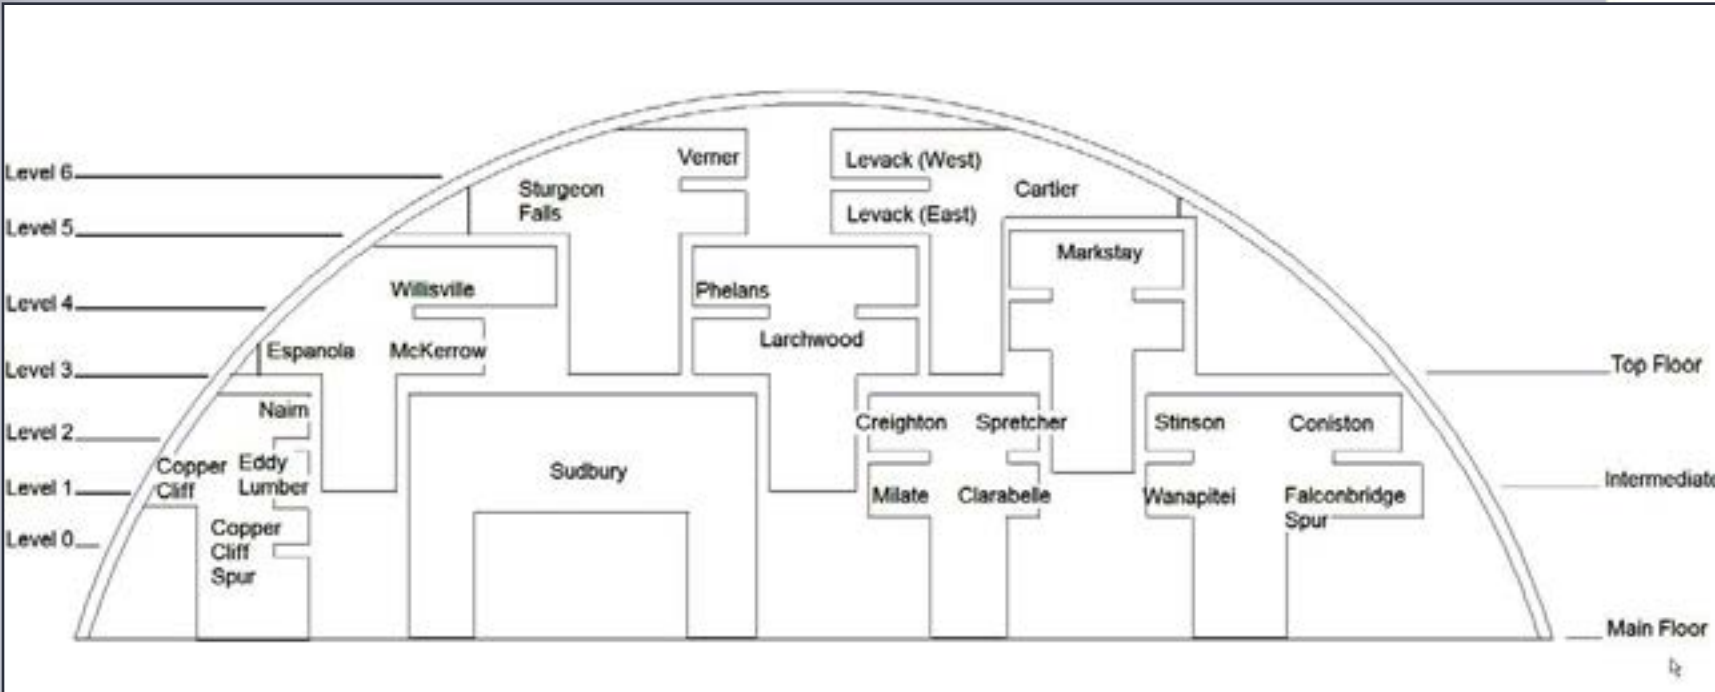 Verner
Levack (West)
Level 6
Sturgeon
Falls
Cartier
Levack (East)
Level 5
Markstay
Willisville
Phelans
Level 4
Larchwood
Espanola
McKerrow
Level 3
Top Floor
Nairn
Creighton
Spretcher
Stinson
Coniston
Level 2
Copper
Cliff
Eddy
Lumber
Sudbury
Level 1
Intermediate
Milate
Clarabelle
Wanapitei
Falconbridge
Spur
Copper
Cliff
Spur
Level 0
Main Floor